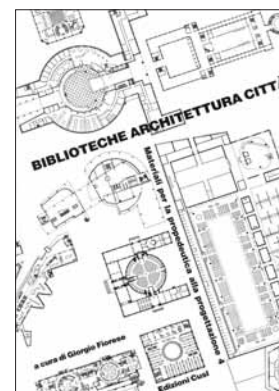 BIBLIOTECHE ARCHITETTURA CITTÀ
Materiali per la propedeutica alla progettazione 4
a cura di Giorgio Fiorese
Edizioni Cusl